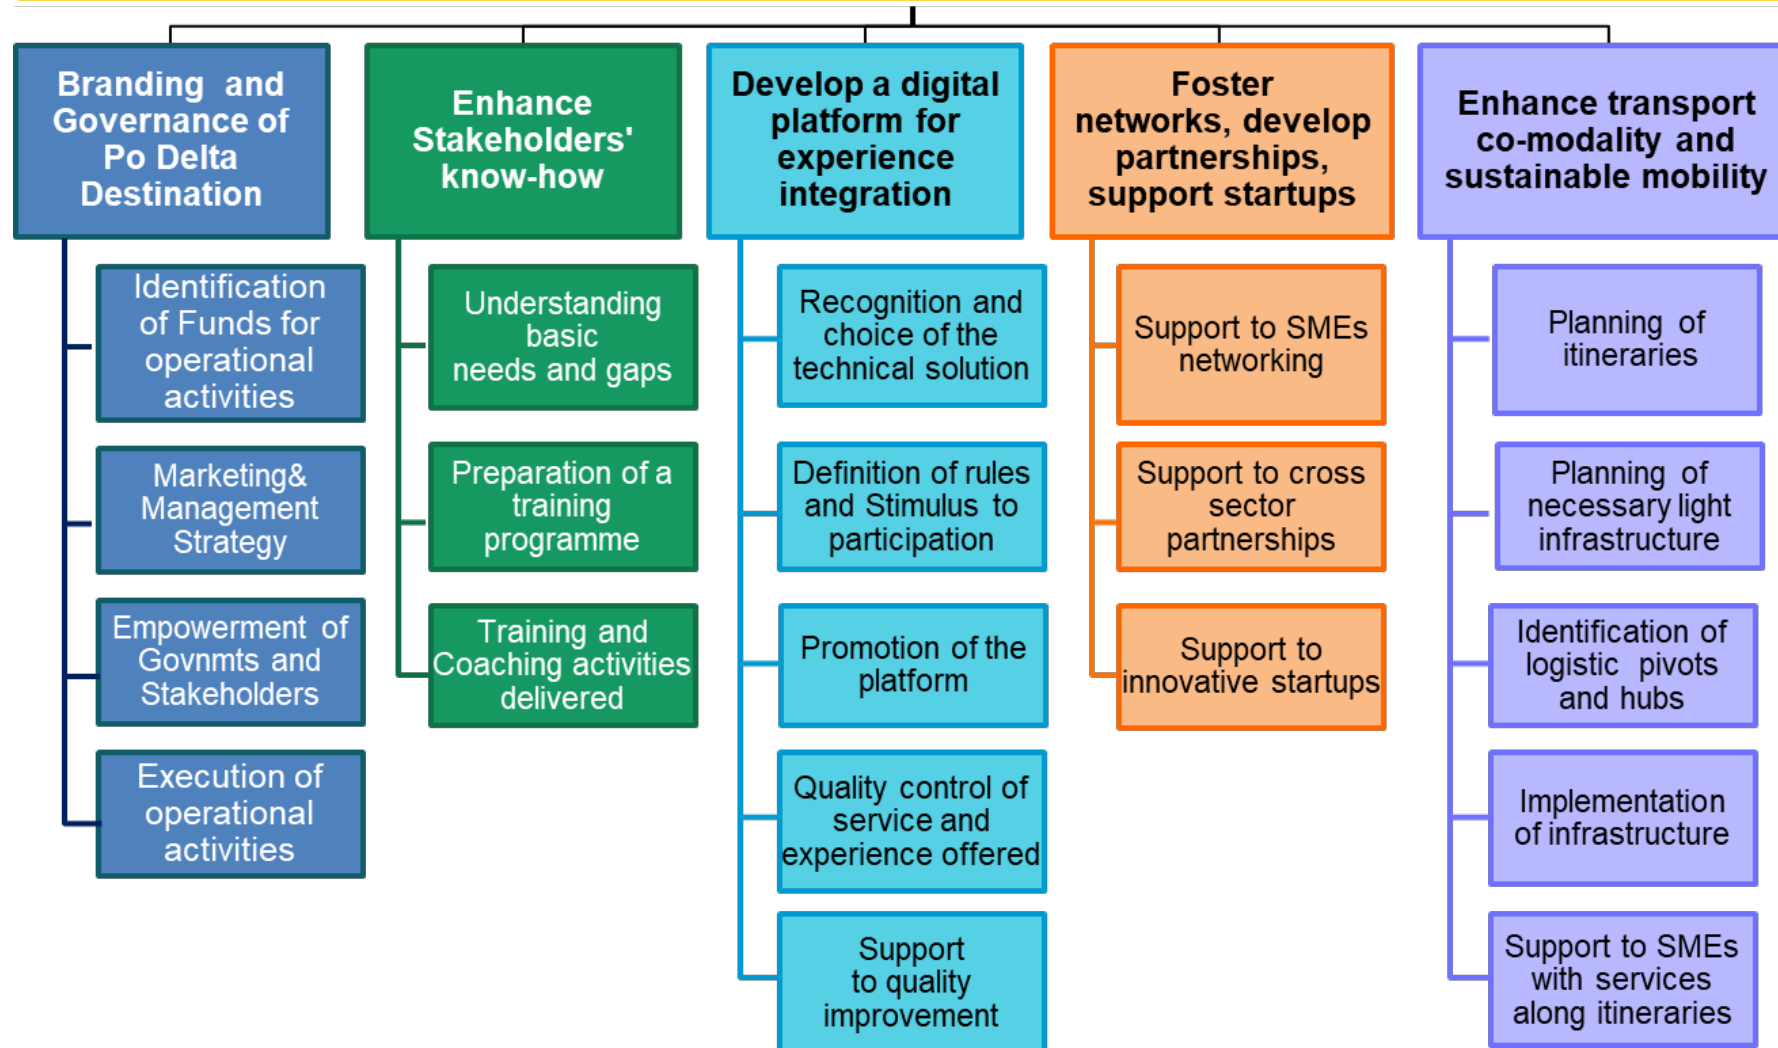 Branding and
Governance of
Po Delta
Destination
Identification
of Funds for
operational
activities
Marketing&
Management
Strategy
Empowerment of
Govnmts and
Stakeholders
Execution of
operational
activities
Enhance
Stakeholders'
know-how
Understanding
basic
needs and gaps
Preparation of a
training
programme
Training and
Coaching activities
delivered
Develop a digital
platform for
experience
integration
Recognition and
choice of the
technical solution
Definition of rules
and Stimulus to
participation
Promotion of the
platform
Quality control of
service and
experience offered
Support
to quality
improvement
Foster
networks, develop
partnerships,
support startups
Support to SMEs
networking
Support to cross
sector
partnerships
Support to
innovative startups
Enhance transport
co-modality and
sustainable mobility
Planning of
itineraries
Planning of
necessary light
infrastructure
Identification of
logistic pivots
and hubs
Implementation
of infrastructure
Support to SMEs
with services
along itineraries